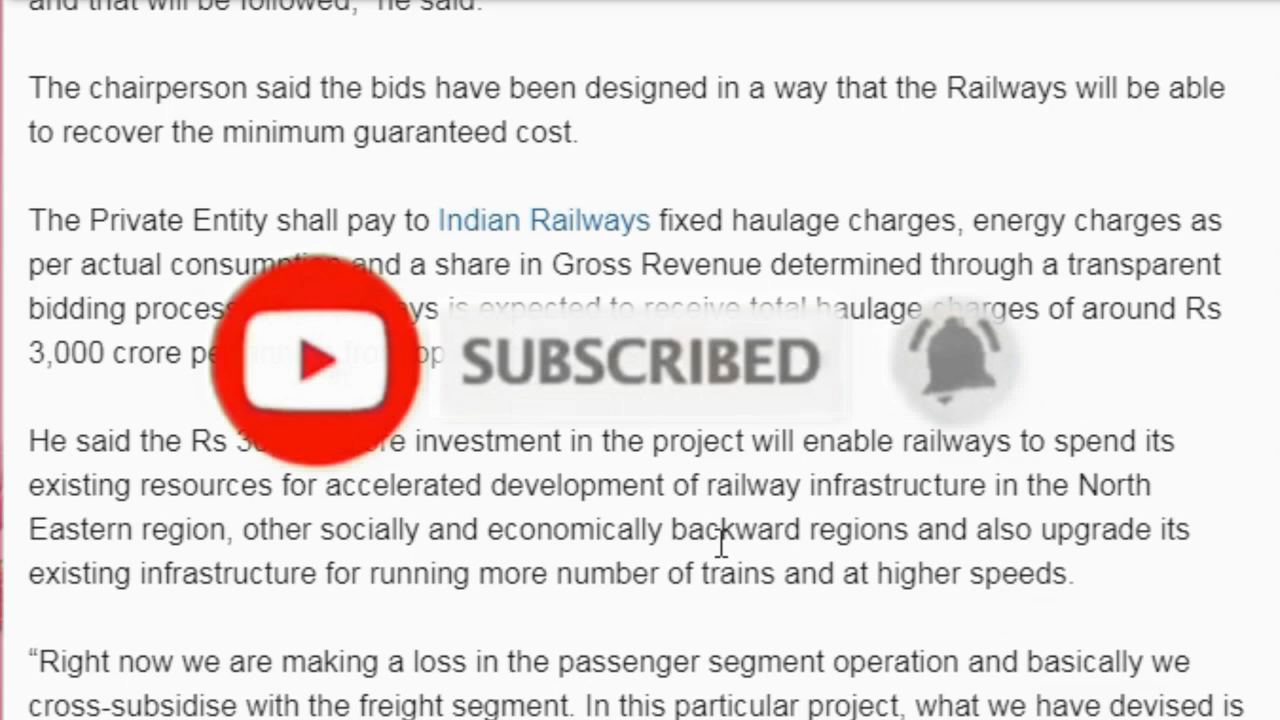 and that will be followed," he said.
The chairperson said the bids have been designed in a way that the Railways will be able
to recover the minimum guaranteed cost.
The Private Entity shall pay to Indian Railways fixed haulage charges, energy charges as
per actual consumption and a share in Gross Revenue determined through a transparent
bidding process ys is expected to receive total haulage charges of around Rs
3,000 crore
SUBSCRIBED
He said the Rs investment in the project will enable railways to spend its
existing resources for accelerated development of railway infrastructure in the North
Eastern region, other socially and economically backward regions and also upgrade its
existing infrastructure for running more number of trains and at higher speeds.
“Right now we are making a loss in the passenger segment operation and basically we
cross-subsidise with the freight segment. In this particular project, what we have devised is